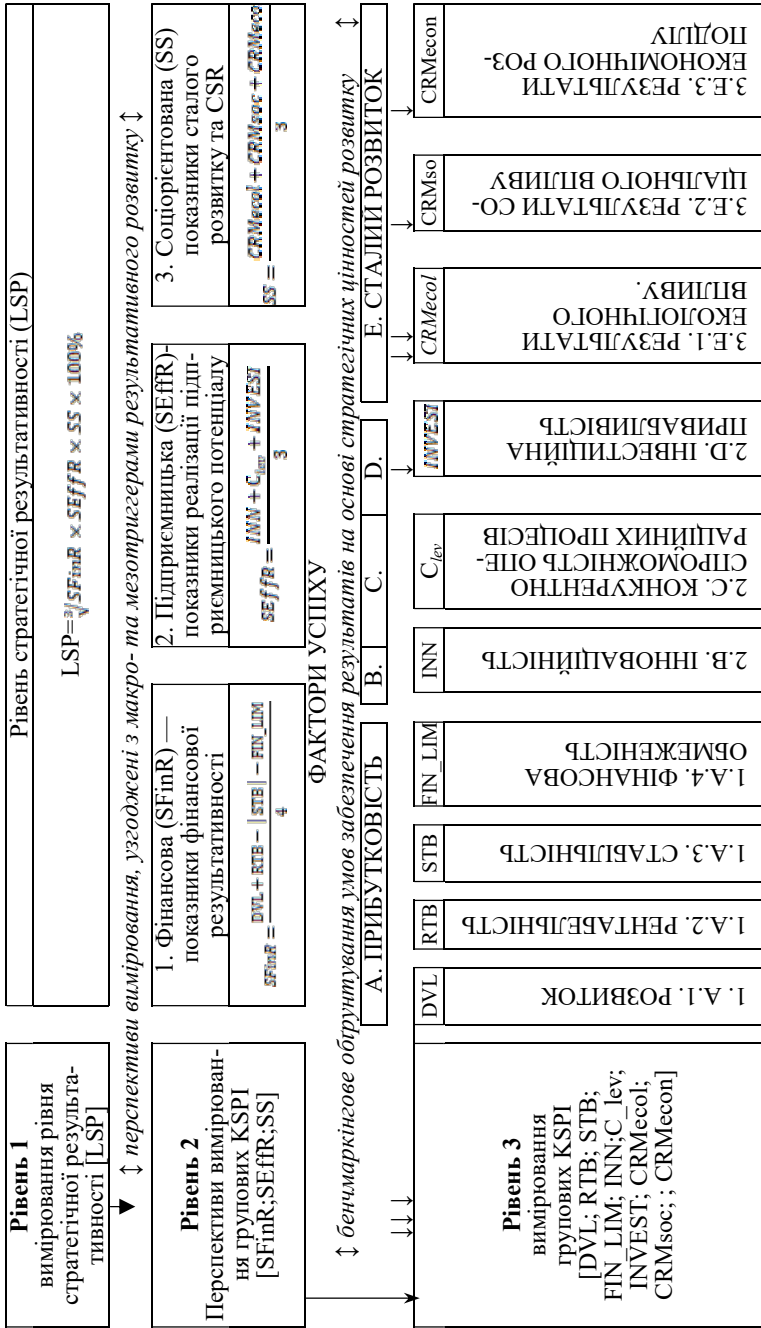 Рівень 1
вимірювання рівня
стратегічної результа-
тивності [LSP]
Рівень стратегічної результативності (LSP)
LSP=∛SFinR × SEffR × SS × 100%
↕ перспективи вимірювання, узгоджені з макро- та мезотриггерами результативного розвитку ↕
Рівень 2
Перспективи вимірюван-
ня групових KSPI
[SFinR;SEffR;SS]
1. Фінансова (SFinR) —
показники фінансової
результативності
SFinR = (DVL + RTB − |STB| − FIN_LIM) / 4
2. Підприємницька (SEffR)-
показники реалізації підп-
риємницького потенціалу
SEffR = (INN + C_lev + INVEST) / 3
3. Соціорієнтована (SS)
показники сталого
розвитку та CSR
SS = (CRMecol + CRMsoc + CRMeco) / 3
ФАКТОРИ УСПІХУ
↕ бенчмаркінгове обґрунтування умов забезпечення результатів на основі стратегічних цінностей розвитку ↕
А. ПРИБУТКОВІСТЬ
В.
С.
D.
Е. СТАЛИЙ РОЗВИТОК
Рівень 3
вимірювання
групових KSPI
[DVL; RTB; STB;
FIN_LIM; INN;C_lev;
INVEST; CRMecol;
CRMsoc; ; CRMecon]
DVL
1. А.1. РОЗВИТОК
RTB
1.А.2. РЕНТАБЕЛЬНІСТЬ
STB
1.А.3. СТАБІЛЬНІСТЬ
FIN_LIM
1.А.4. ФІНАНСОВА
ОБМЕЖЕНІСТЬ
INN
2.В. ІННОВАЦІЙНІСТЬ
C_lev
2.С. КОНКУРЕНТНО
СПРОМОЖНІСТЬ ОПЕ-
РАЦІЙНИХ ПРОЦЕСІВ
INVEST
2.D. ІНВЕСТИЦІЙНА
ПРИВАБЛИВІСТЬ
CRMecol
3.Е.1. РЕЗУЛЬТАТИ
ЕКОЛОГІЧНОГО
ВПЛИВУ.
CRMso
3.Е.2. РЕЗУЛЬТАТИ СО-
ЦІАЛЬНОГО ВПЛИВУ
CRMecon
3.Е.3. РЕЗУЛЬТАТИ
ЕКОНОМІЧНОГО РОЗ-
ПОДІЛУ